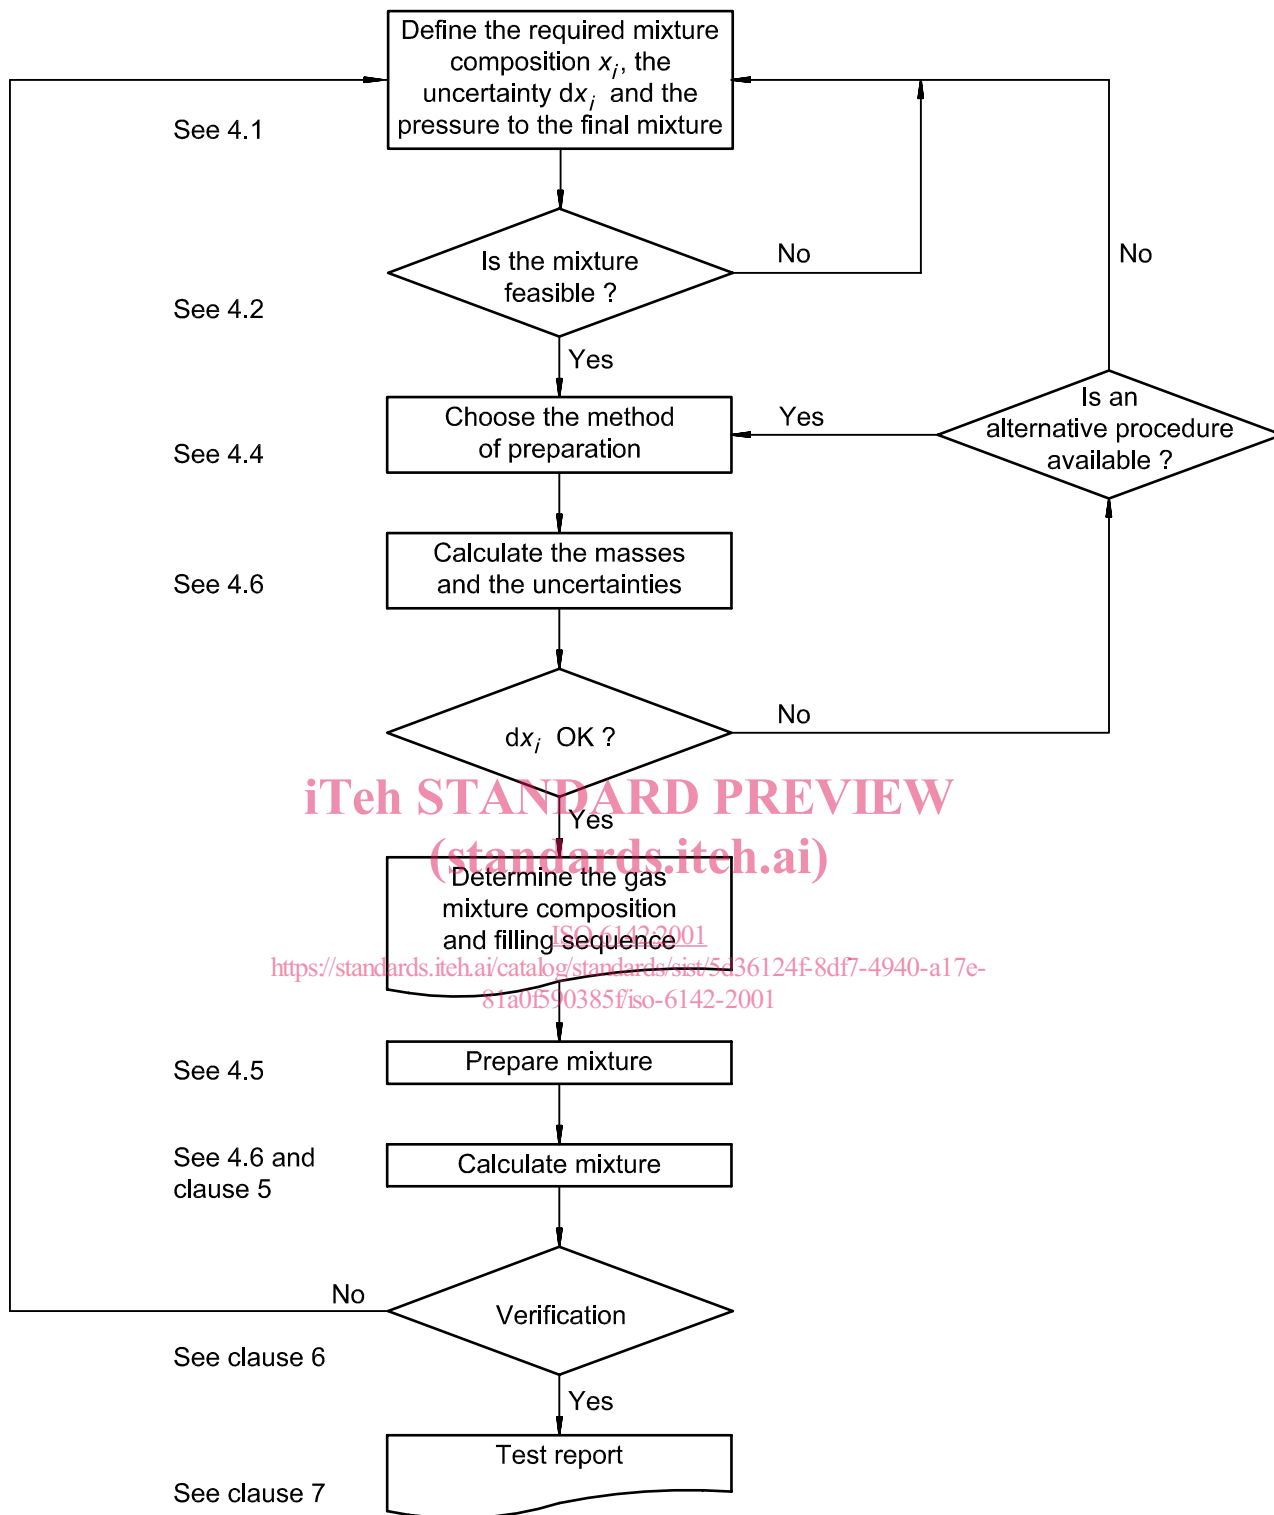 Define the required mixture
composition xi, the
uncertainty dxi and the
pressure to the final mixture
See 4.1
Is the mixture
feasible ?
No
No
See 4.2
Yes
Choose the method
of preparation
Yes
Is an
alternative procedure
available ?
See 4.4
Calculate the masses
and the uncertainties
See 4.6
dxi OK ?
No
iTeh STANDARD PREVIEW
Yes
(standards.iteh.ai)
Determine the gas
mixture composition
and filling sequence
ISO 6142:2001
https://standards.iteh.ai/catalog/standards/sist/5d36124f-8df7-4940-a17e-
81a0f590385f/iso-6142-2001
Prepare mixture
See 4.5
See 4.6 and
clause 5
Calculate mixture
No
Verification
See clause 6
Yes
Test report
See clause 7